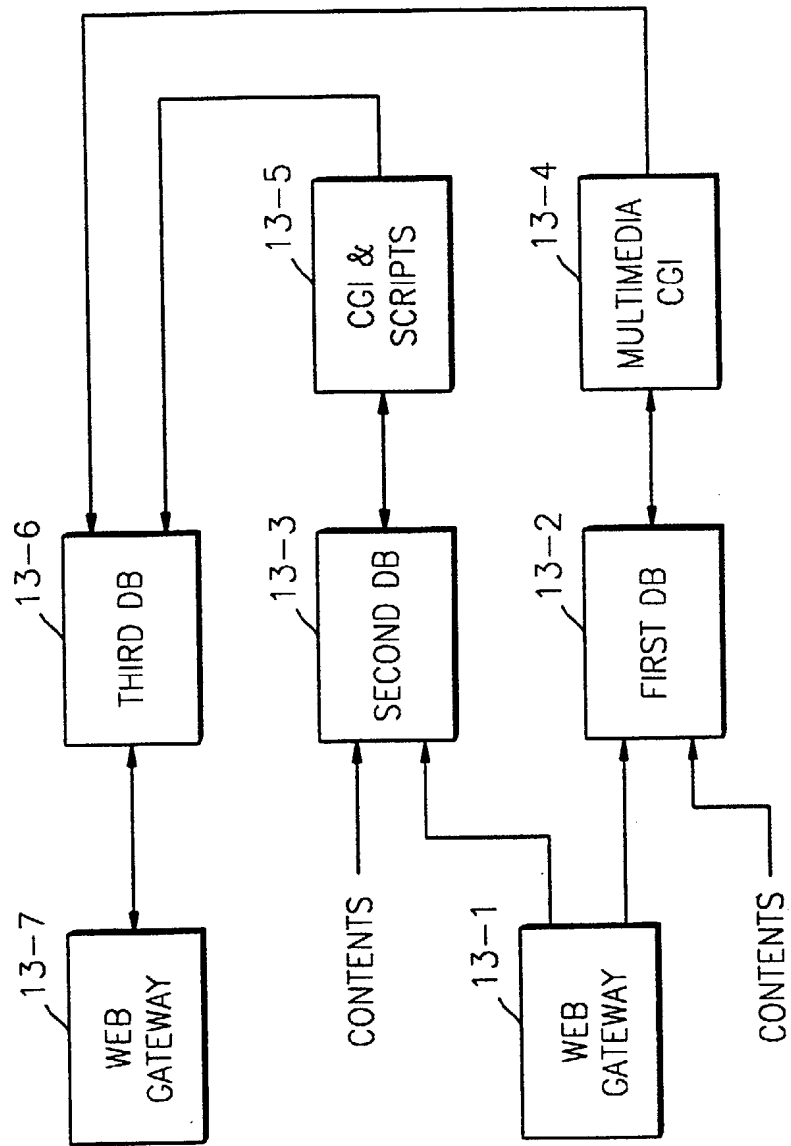 13-7
WEB
GATEWAY
13-6
THIRD DB
CONTENTS
13-3
SECOND DB
13-5
CGI &
SCRIPTS
13-1
WEB
GATEWAY
13-2
FIRST DB
13-4
MULTIMEDIA
CGI
CONTENTS